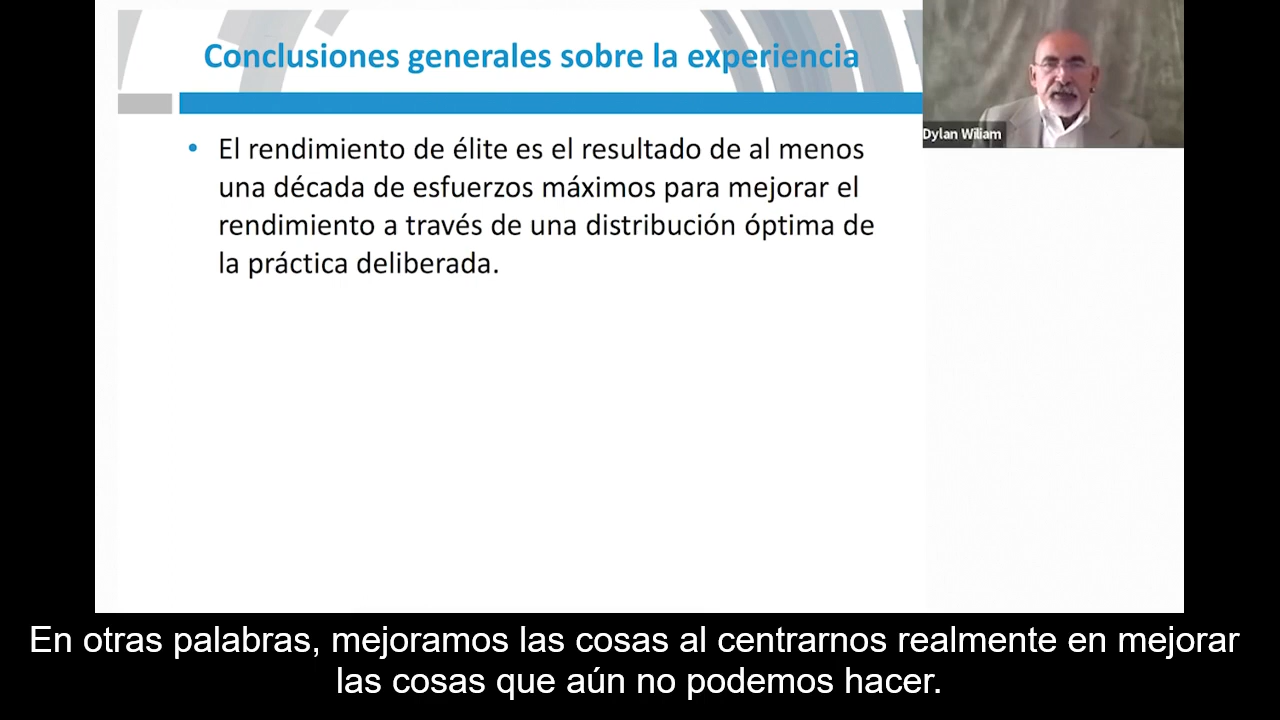 Conclusiones generales sobre la experiencia
Dylan Wiliam
• El rendimiento de élite es el resultado de al menos
una década de esfuerzos máximos para mejorar el
rendimiento a través de una distribución óptima de
la práctica deliberada.
En otras palabras, mejoramos las cosas al centrarnos realmente en mejorar
las cosas que aún no podemos hacer.